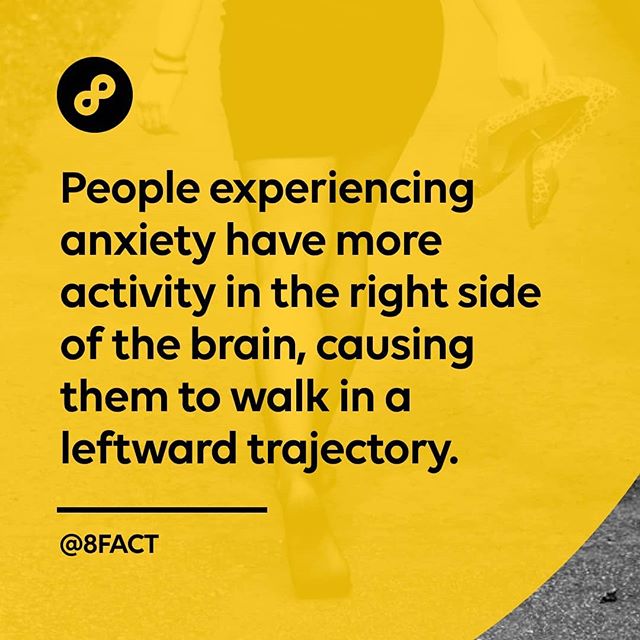 People experiencing
anxiety have more
activity in the right side
of the brain, causing
them to walk in a
leftward trajectory.
@8FACT